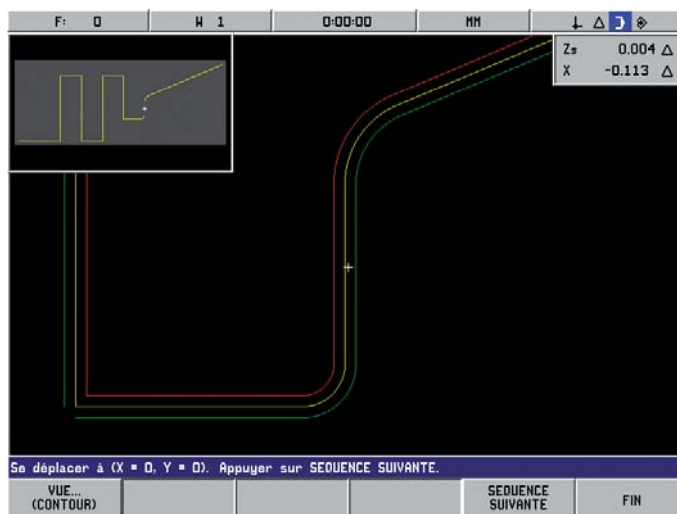 F: 0 W 1 0:00:00 MM
Zs 0.004 Δ
X -0.113 Δ
Se déplacer à (X = 0, Y = 0). Appuyer sur SEQUENCE SUIVANTE.
VUE...
(CONTOUR)
SEQUENCE
SUIVANTE
FIN